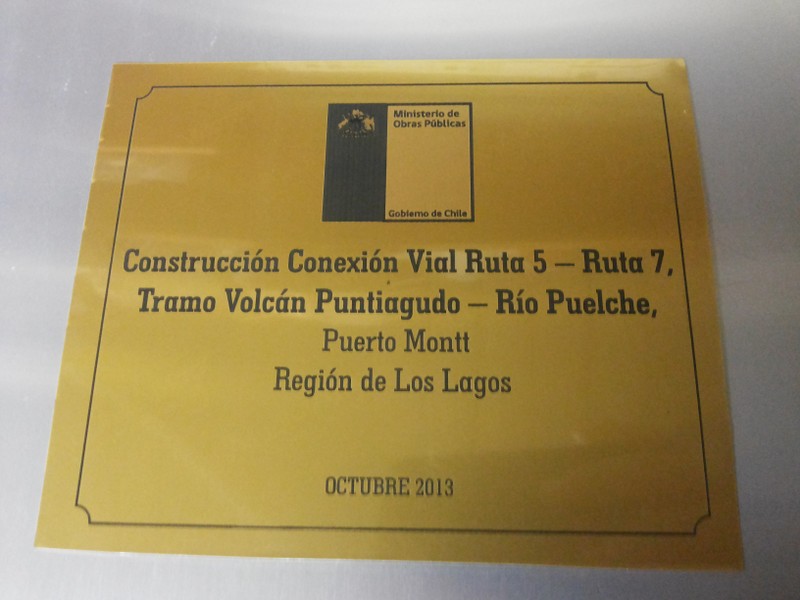 Ministerio de
Obras Públicas
Gobierno de Chile
Construcción Conexión Vial Ruta 5 – Ruta 7,
Tramo Volcán Puntiagudo – Río Puelche,
Puerto Montt
Región de Los Lagos
OCTUBRE 2013